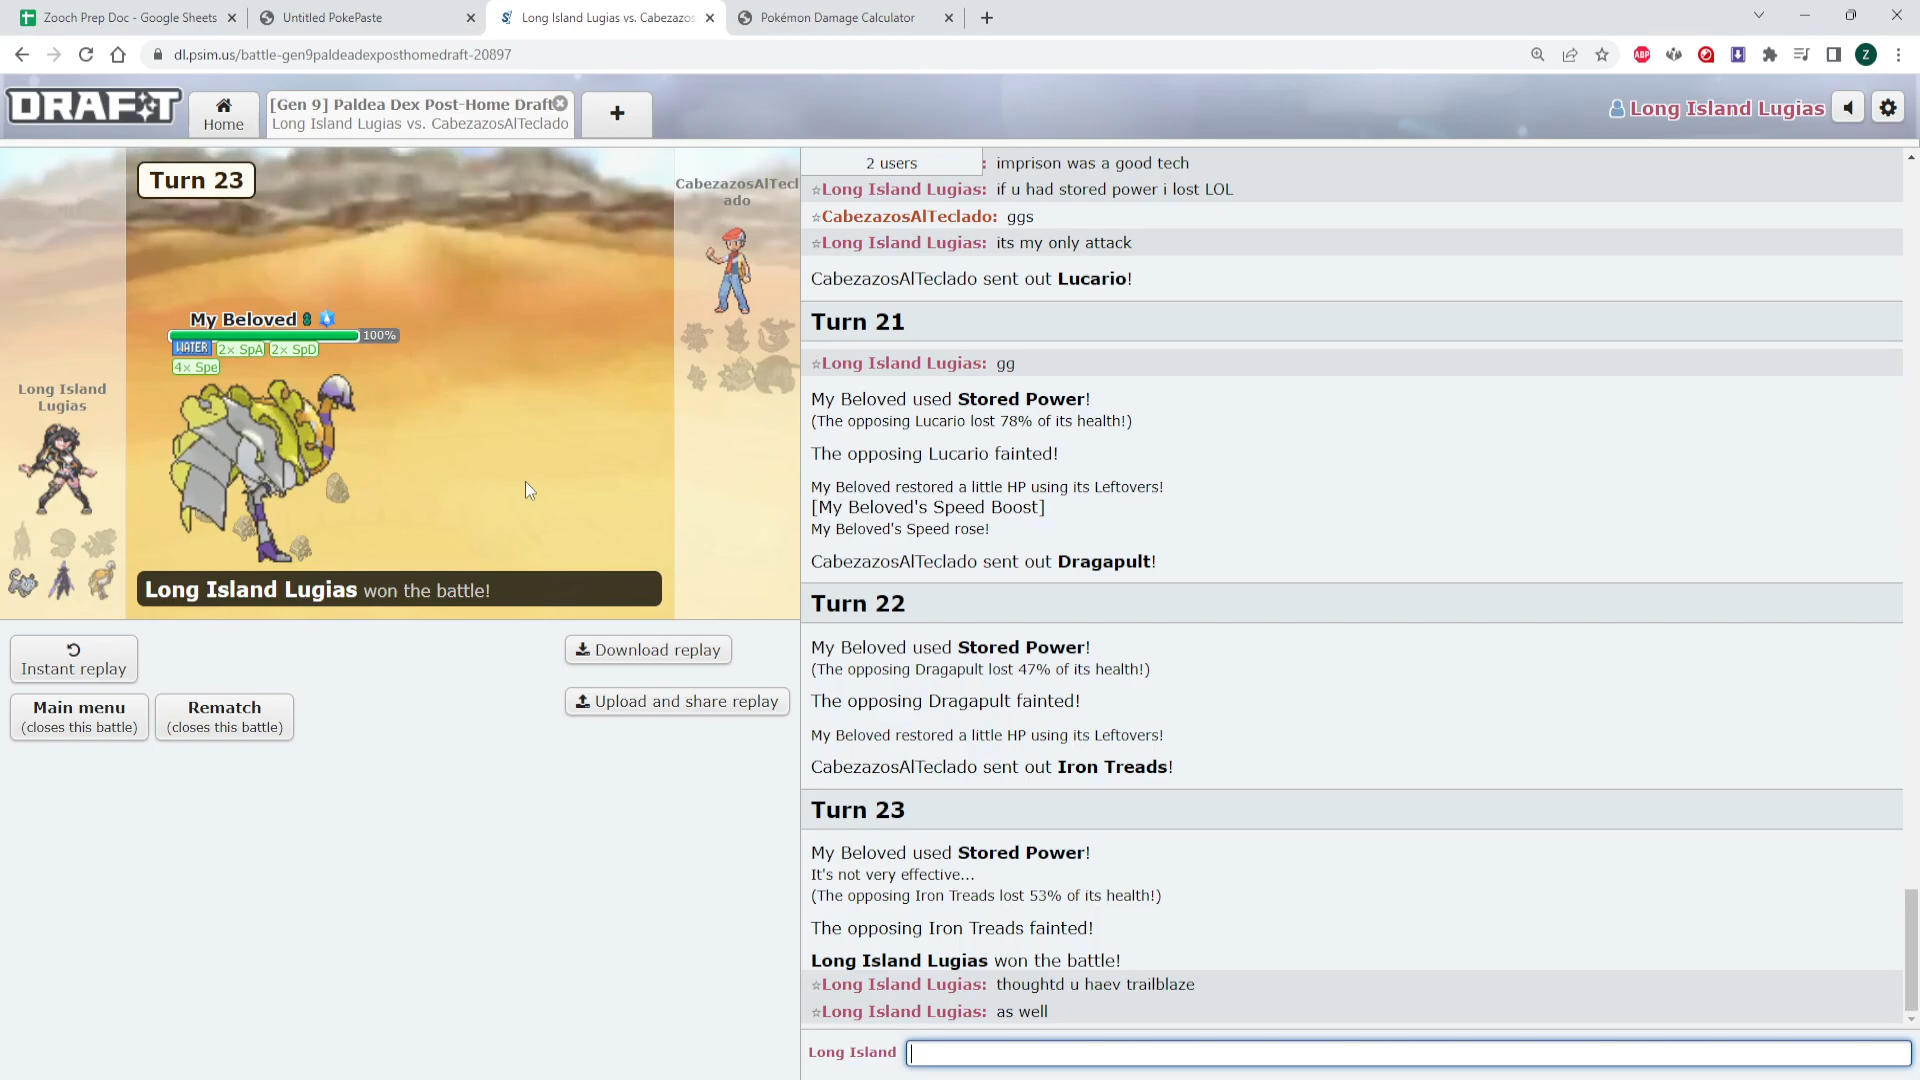 Zooch Prep Doc - Google Sheets
Untitled PokePaste
Long Island Lugias vs. Cabezazos
Pokémon Damage Calculator
dl.psim.us/battle-gen9paldeadexposthomedraft-20897
ABP
Z
DRAFT
Home
[Gen 9] Paldea Dex Post-Home Draft
Long Island Lugias vs. CabezazosAlTeclado
+
Long Island Lugias
Turn 23
CabezazosAlTecl
ado
My Beloved
100%
WATER 2× SpA 2× SpD
4× Spe
Long Island
Lugias
Long Island Lugias won the battle!
Instant replay
Download replay
Main menu
(closes this battle)
Rematch
(closes this battle)
Upload and share replay
2 users
: imprison was a good tech
☆Long Island Lugias: if u had stored power i lost LOL
☆CabezazosAlTeclado: ggs
☆Long Island Lugias: its my only attack
CabezazosAlTeclado sent out Lucario!
Turn 21
☆Long Island Lugias: gg
My Beloved used Stored Power!
(The opposing Lucario lost 78% of its health!)
The opposing Lucario fainted!
My Beloved restored a little HP using its Leftovers!
[My Beloved's Speed Boost]
My Beloved's Speed rose!
CabezazosAlTeclado sent out Dragapult!
Turn 22
My Beloved used Stored Power!
(The opposing Dragapult lost 47% of its health!)
The opposing Dragapult fainted!
My Beloved restored a little HP using its Leftovers!
CabezazosAlTeclado sent out Iron Treads!
Turn 23
My Beloved used Stored Power!
It's not very effective...
(The opposing Iron Treads lost 53% of its health!)
The opposing Iron Treads fainted!
Long Island Lugias won the battle!
☆Long Island Lugias: thoughtd u haev trailblaze
☆Long Island Lugias: as well
Long Island